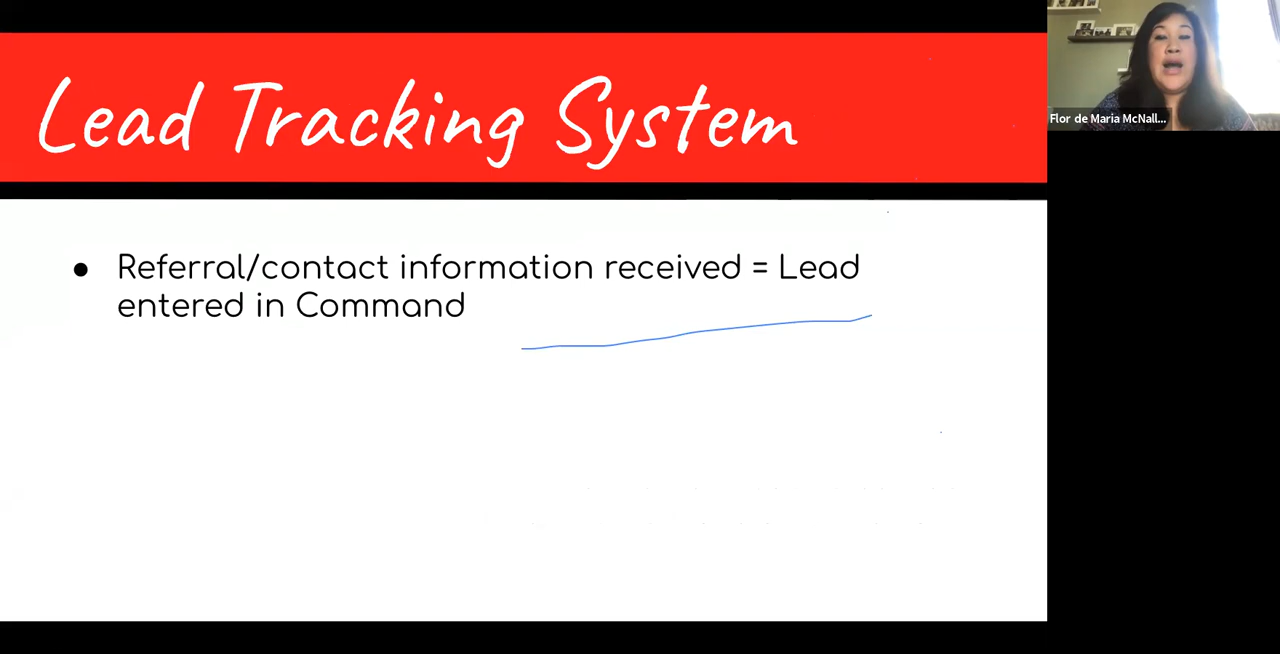 Lead Tracking System
Flor de Maria McNall...
● Referral/contact information received = Lead
entered in Command